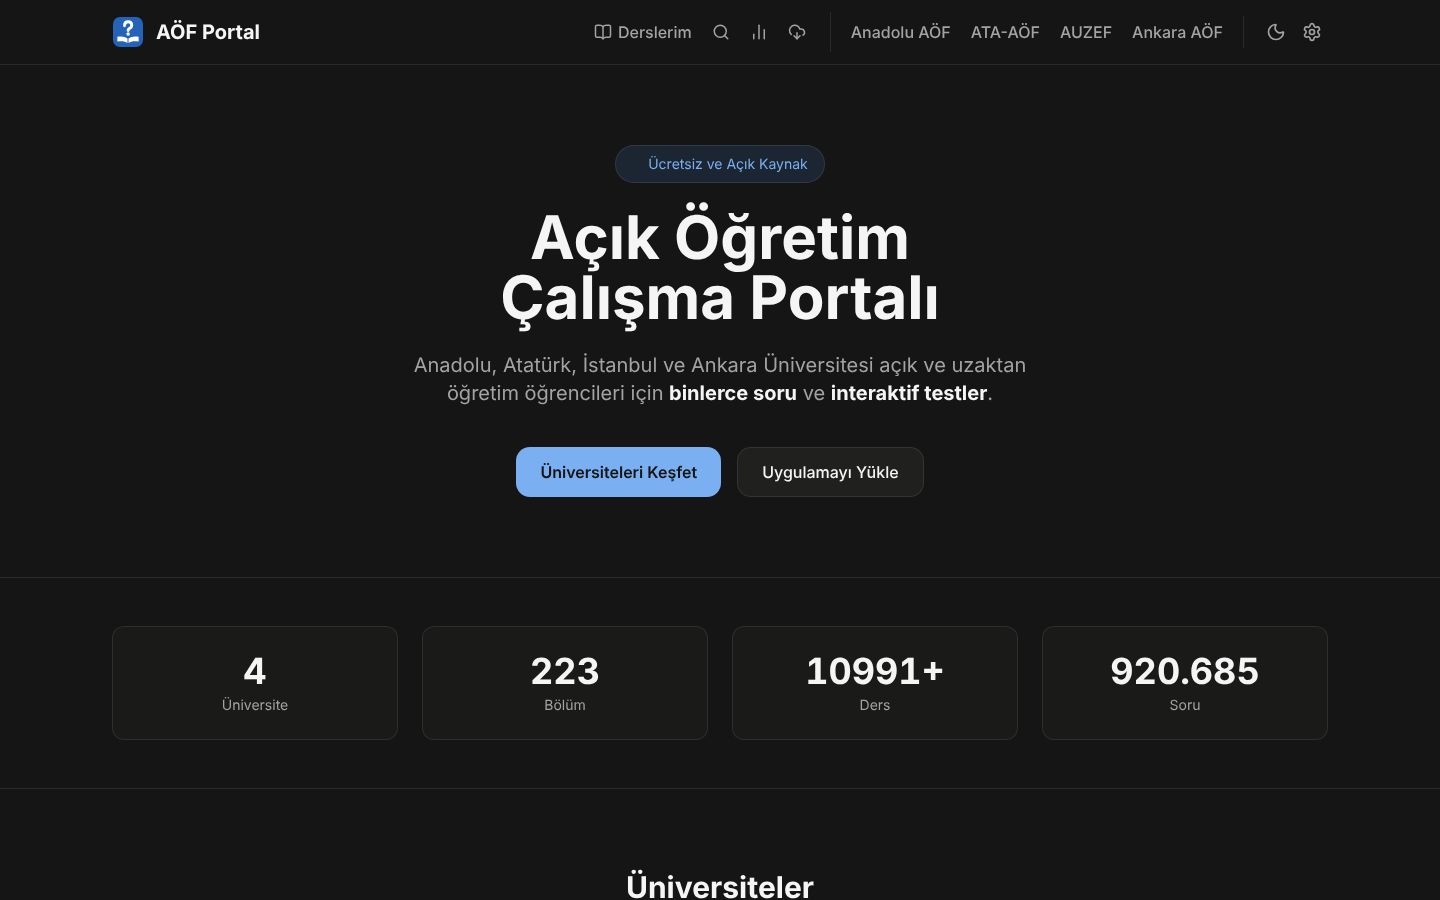 AÖF Portal
Derslerim
Anadolu AÖF
ATA-AÖF
AUZEF
Ankara AÖF
Ücretsiz ve Açık Kaynak
Açık Öğretim
Çalışma Portalı
Anadolu, Atatürk, İstanbul ve Ankara Üniversitesi açık ve uzaktan
öğretim öğrencileri için binlerce soru ve interaktif testler.
Üniversiteleri Keşfet
Uygulamayı Yükle
4
Üniversite
223
Bölüm
10991+
Ders
920.685
Soru
Üniversiteler